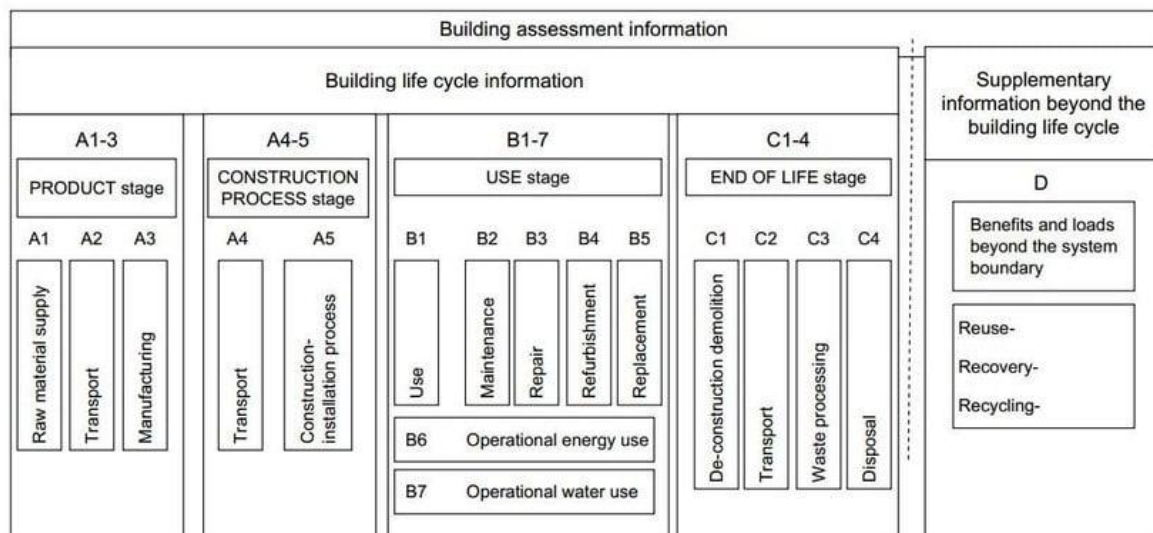 Building assessment information
Building life cycle information
Supplementary
information beyond the
building life cycle
A1-3
PRODUCT stage
A1
A2
A3
Raw material supply
Transport
Manufacturing
A4-5
CONSTRUCTION
PROCESS stage
A4
A5
Transport
Construction-
installation process
B1-7
USE stage
B1
B2
B3
B4
B5
Use
Maintenance
Repair
Refurbishment
Replacement
B6 Operational energy use
B7 Operational water use
C1-4
END OF LIFE stage
C1
C2
C3
C4
De-construction demolition
Transport
Waste processing
Disposal
D
Benefits and loads
beyond the system
boundary
Reuse-
Recovery-
Recycling-